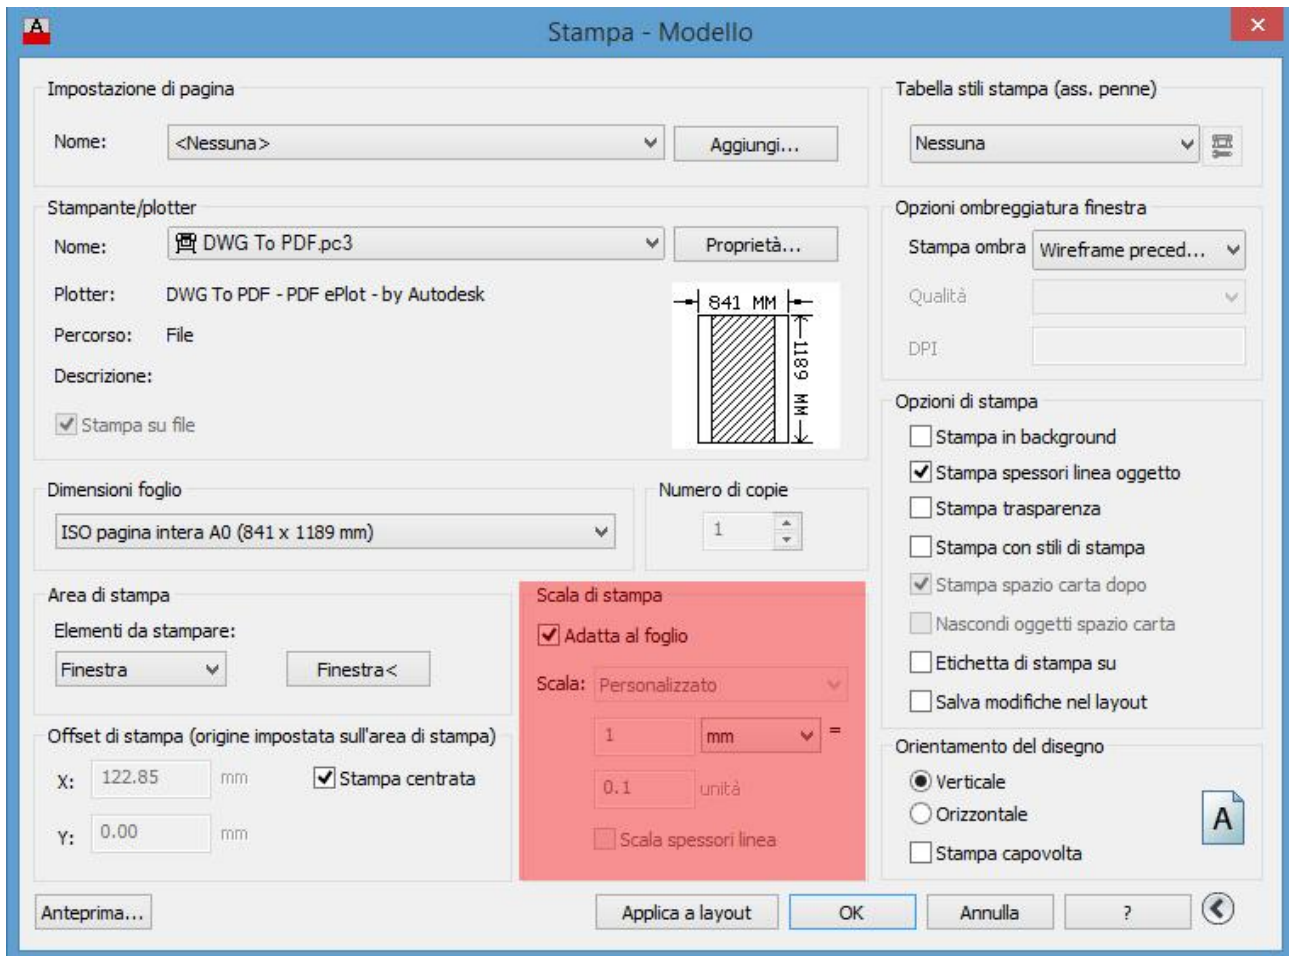 A
Stampa - Modello
×
Impostazione di pagina
Nome: <Nessuna> Aggiungi...
Stampante/plotter
Nome: DWG To PDF.pc3 Proprietà...
Plotter: DWG To PDF - PDF ePlot - by Autodesk
Percorso: File
Descrizione:
Stampa su file
841 MM
1189 MM
Dimensioni foglio
ISO pagina intera A0 (841 x 1189 mm)
Numero di copie
1
Area di stampa
Elementi da stampare:
Finestra Finestra<
Offset di stampa (origine impostata sull'area di stampa)
X: 122.85 mm Stampa centrata
Y: 0.00 mm
Scala di stampa
Adatta al foglio
Scala: Personalizzato
1 mm =
0.1 unità
Scala spessori linea
Tabella stili stampa (ass. penne)
Nessuna
Opzioni ombreggiatura finestra
Stampa ombra Wireframe preced...
Qualità
DPI
Opzioni di stampa
Stampa in background
Stampa spessori linea oggetto
Stampa trasparenza
Stampa con stili di stampa
Stampa spazio carta dopo
Nascondi oggetti spazio carta
Etichetta di stampa su
Salva modifiche nel layout
Orientamento del disegno
Verticale
Orizzontale
Stampa capovolta
A
Anteprima... Applica a layout OK Annulla ?